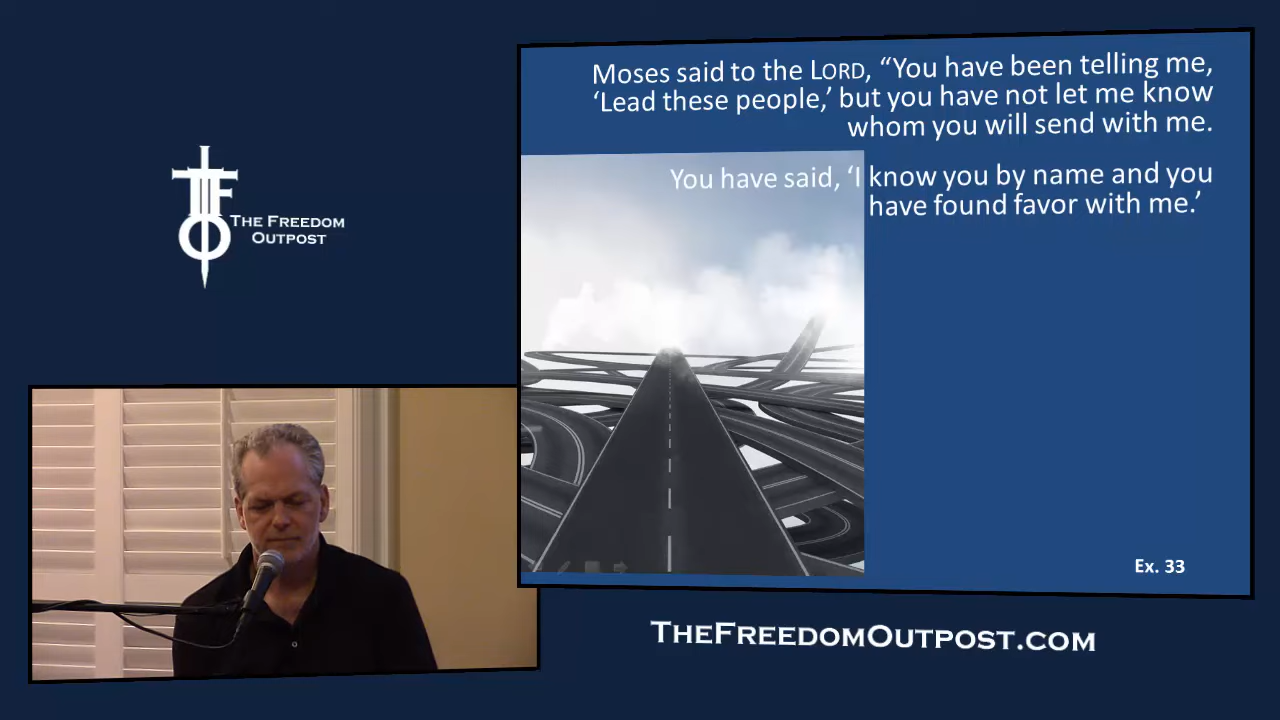 THE FREEDOM
OUTPOST
Moses said to the LORD, “You have been telling me,
‘Lead these people,’ but you have not let me know
whom you will send with me.
You have said, ‘I know you by name and you
have found favor with me.’
Ex. 33
THEFREEDOMOUTPOST.COM